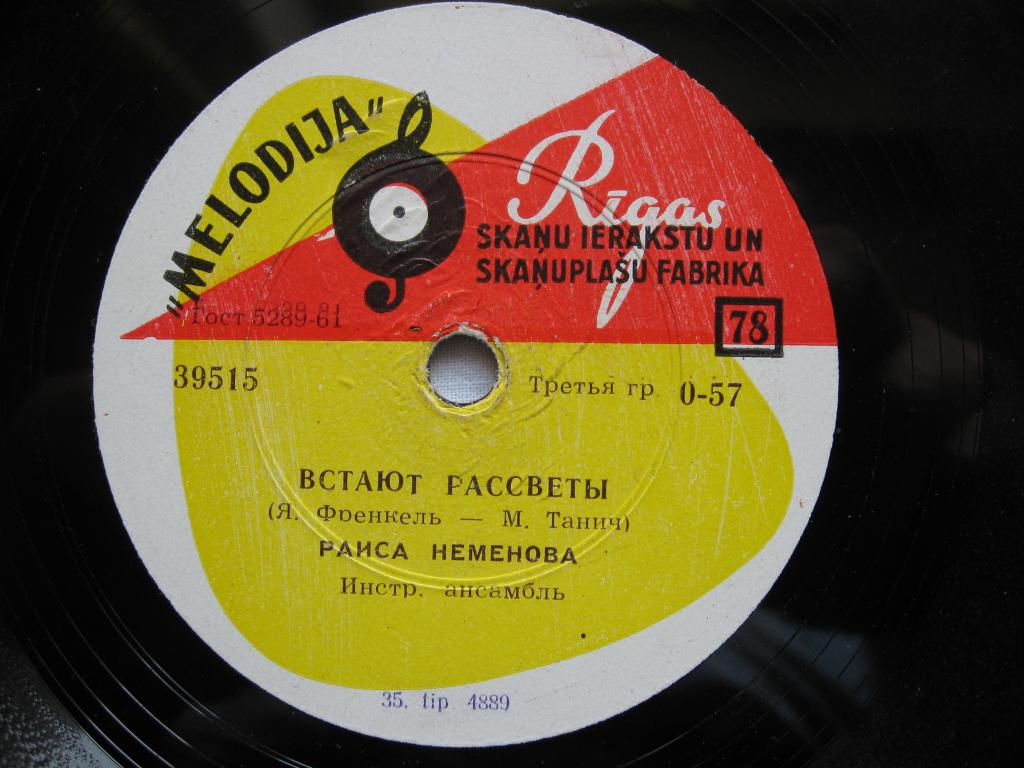 „MELODIJA"
Rīgas
SKAŅU IERAKSTU UN
SKAŅUPLAŠU FABRIKA
Гост 5289-61
78
39515
Третья гр. 0-57
ВСТАЮТ РАССВЕТЫ
(Я. Френкель — М. Танич)
РАИСА НЕМЕНОВА
Инстр. ансамбль
35. tip 4889